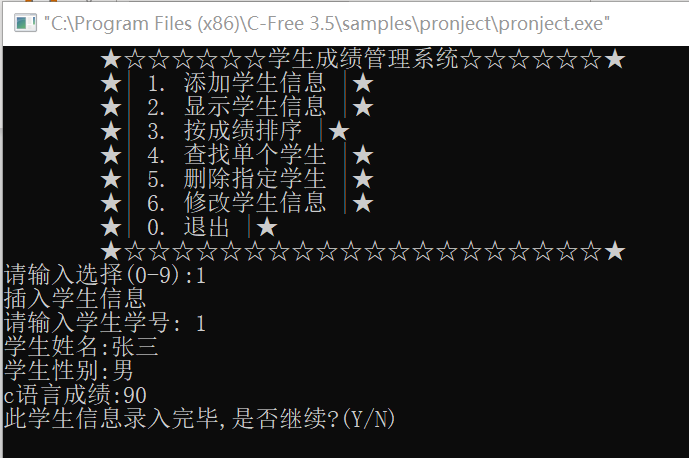 "C:\Program Files (x86)\C-Free 3.5\samples\pronject\pronject.exe"
★☆☆☆☆☆☆学生成绩管理系统☆☆☆☆☆☆★
★│ 1. 添加学生信息 │★
★│ 2. 显示学生信息 │★
★│ 3. 按成绩排序 │★
★│ 4. 查找单个学生 │★
★│ 5. 删除指定学生 │★
★│ 6. 修改学生信息 │★
★│ 0. 退出 │★
★☆☆☆☆☆☆☆☆☆☆☆☆☆☆☆☆☆☆☆☆★
请输入选择(0-9):1
插入学生信息
请输入学生学号: 1
学生姓名:张三
学生性别:男
c语言成绩:90
此学生信息录入完毕,是否继续?(Y/N)